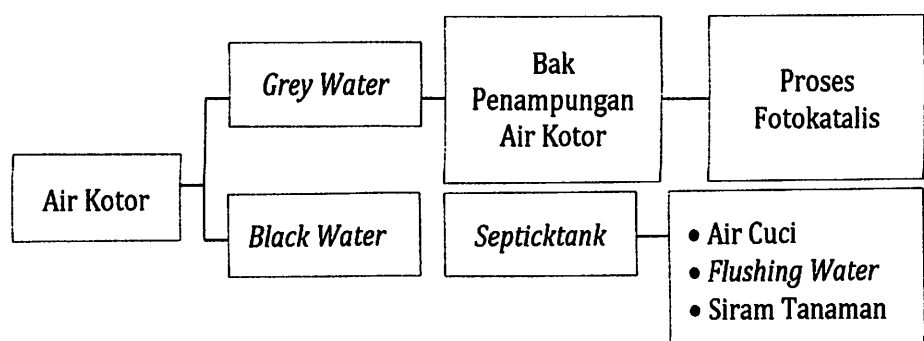 Grey Water
Bak
Penampungan
Air Kotor
Proses
Fotokatalis
Air Kotor
Black Water
Septicktank
• Air Cuci
• Flushing Water
• Siram Tanaman